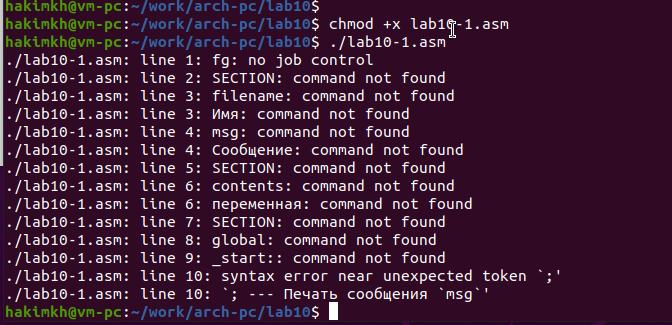 hakimkh@vm-pc:~/work/arch-pc/lab10$
hakimkh@vm-pc:~/work/arch-pc/lab10$ chmod +x lab10-1.asm
hakimkh@vm-pc:~/work/arch-pc/lab10$ ./lab10-1.asm
./lab10-1.asm: line 1: fg: no job control
./lab10-1.asm: line 2: SECTION: command not found
./lab10-1.asm: line 3: filename: command not found
./lab10-1.asm: line 3: Имя: command not found
./lab10-1.asm: line 4: msg: command not found
./lab10-1.asm: line 4: Сообщение: command not found
./lab10-1.asm: line 5: SECTION: command not found
./lab10-1.asm: line 6: contents: command not found
./lab10-1.asm: line 6: переменная: command not found
./lab10-1.asm: line 7: SECTION: command not found
./lab10-1.asm: line 8: global: command not found
./lab10-1.asm: line 9: _start:: command not found
./lab10-1.asm: line 10: syntax error near unexpected token `;'
./lab10-1.asm: line 10: `; --- Печать сообщения `msg`'
hakimkh@vm-pc:~/work/arch-pc/lab10$